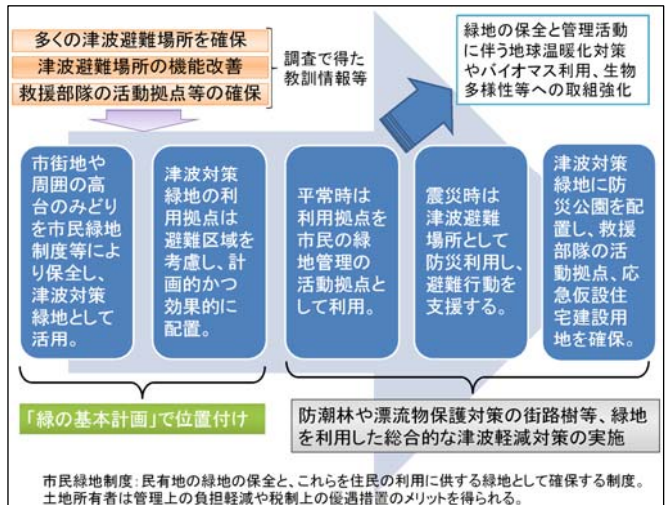 多くの津波避難場所を確保
津波避難場所の機能改善
救援部隊の活動拠点等の確保
調査で得た
教訓情報等
緑地の保全と管理活動
に伴う地球温暖化対策
やバイオマス利用、生物
多様性等への取組強化
市街地や
周囲の高
台のみどり
を市民緑地
制度等によ
り保全し、
津波対策
緑地として
活用。
津波対策
緑地の利
用拠点は
避難区域を
考慮し、計
画的かつ
効果的に
配置。
平常時は
利用拠点を
市民の緑
地管理の
活動拠点と
して利用。
震災時は
津波避難
場所として
防災利用し、
避難行動を
支援する。
津波対策
緑地に防
災公園を配
置し、救援
部隊の活
動拠点、応
急仮設住
宅建設用
地を確保。
「緑の基本計画」で位置付け
防潮林や漂流物保護対策の街路樹等、緑地
を利用した総合的な津波軽減対策の実施
市民緑地制度：民有地の緑地の保全と、これらを住民の利用に供する緑地として確保する制度。
土地所有者は管理上の負担軽減や税制上の優遇措置のメリットを得られる。